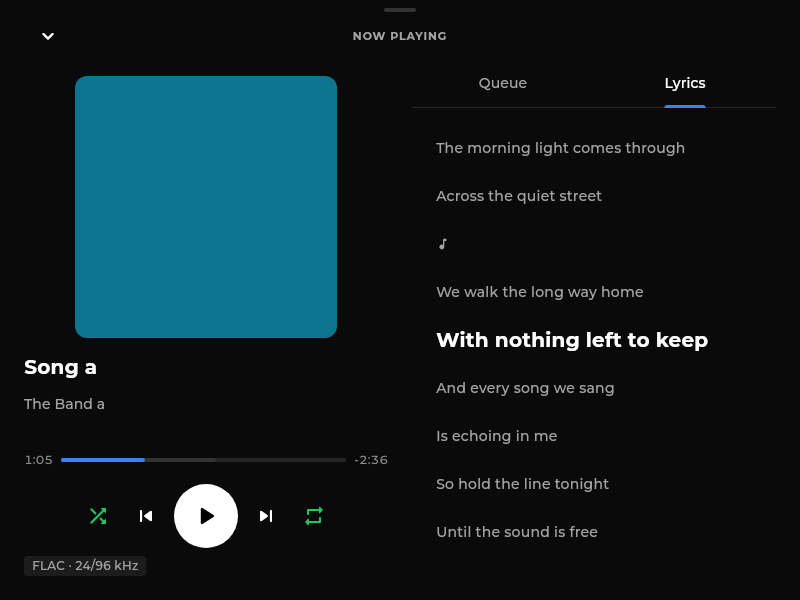 NOW PLAYING
Song a
The Band a
1:05
-2:36
FLAC · 24/96 kHz
Queue
Lyrics
The morning light comes through
Across the quiet street
We walk the long way home
With nothing left to keep
And every song we sang
Is echoing in me
So hold the line tonight
Until the sound is free